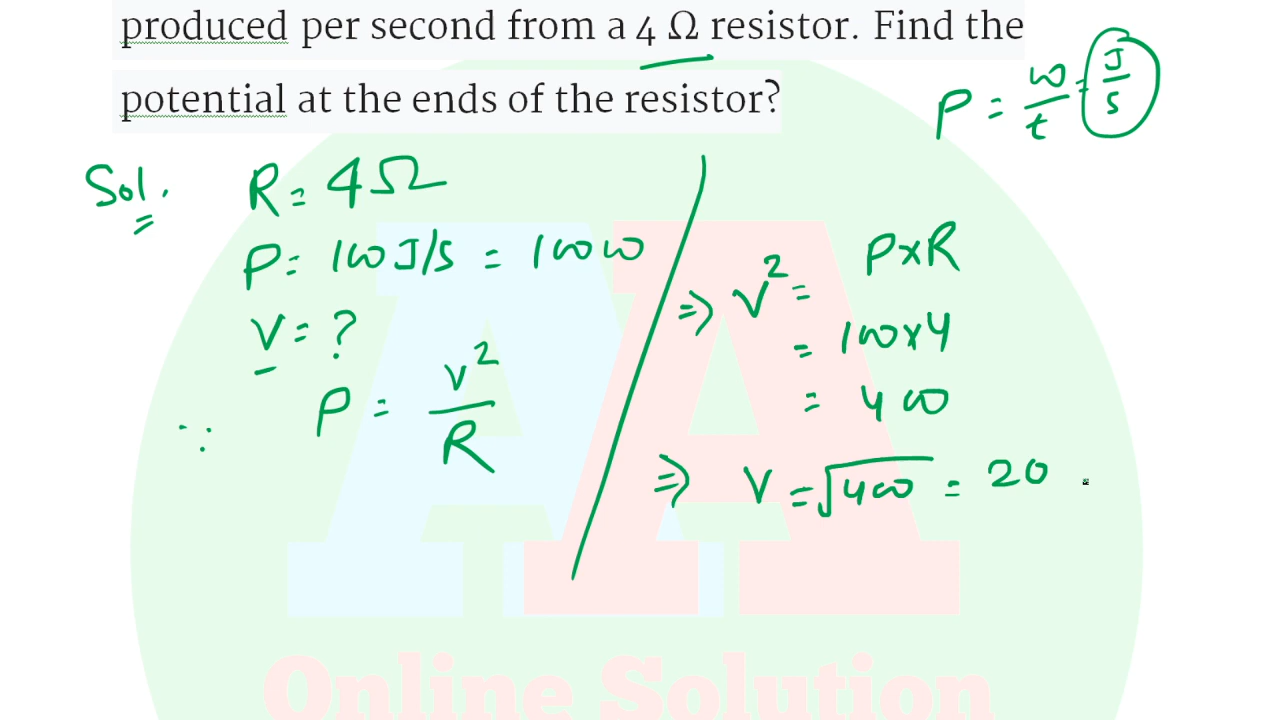 produced per second from a 4 Ω resistor. Find the
potential at the ends of the resistor?
P = W/t = J/s
Sol.
R = 4Ω
P = 100 J/s = 100 W
V = ?
∵ P = V²/R
⇒ V² = P×R
= 100×4
= 400
⇒ V = √400 = 20
Online Solution